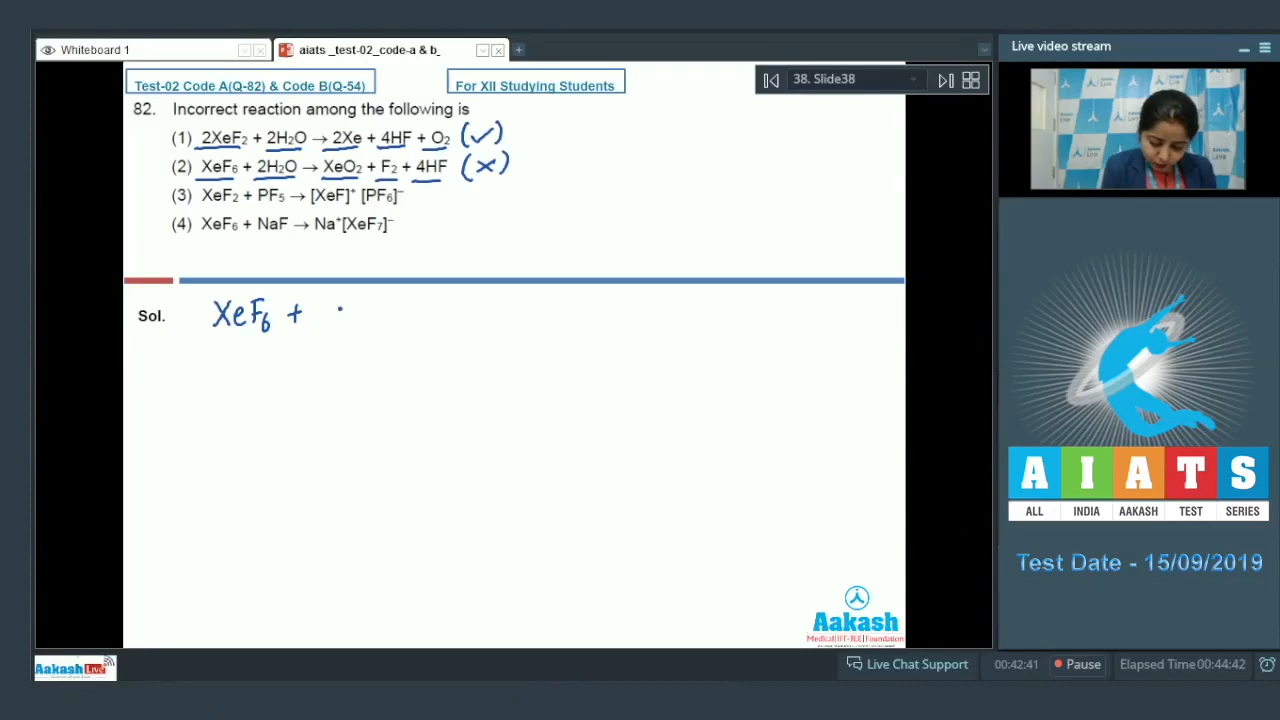 Whiteboard 1
aiats _test-02_code-a & b_
Live video stream
Test-02 Code A(Q-82) & Code B(Q-54)
For XII Studying Students
38. Slide38
82. Incorrect reaction among the following is
(1) 2XeF₂ + 2H₂O → 2Xe + 4HF + O₂ (✓)
(2) XeF₆ + 2H₂O → XeO₂ + F₂ + 4HF (×)
(3) XeF₂ + PF₅ → [XeF]⁺ [PF₆]⁻
(4) XeF₆ + NaF → Na⁺[XeF₇]⁻
Sol. XeF₆ +
A I A T S
ALL INDIA AAKASH TEST SERIES
Test Date - 15/09/2019
Aakash
Medical|IIT-JEE|Foundation
Aakash Live
Live Chat Support
00:42:41
Pause
Elapsed Time 00:44:42